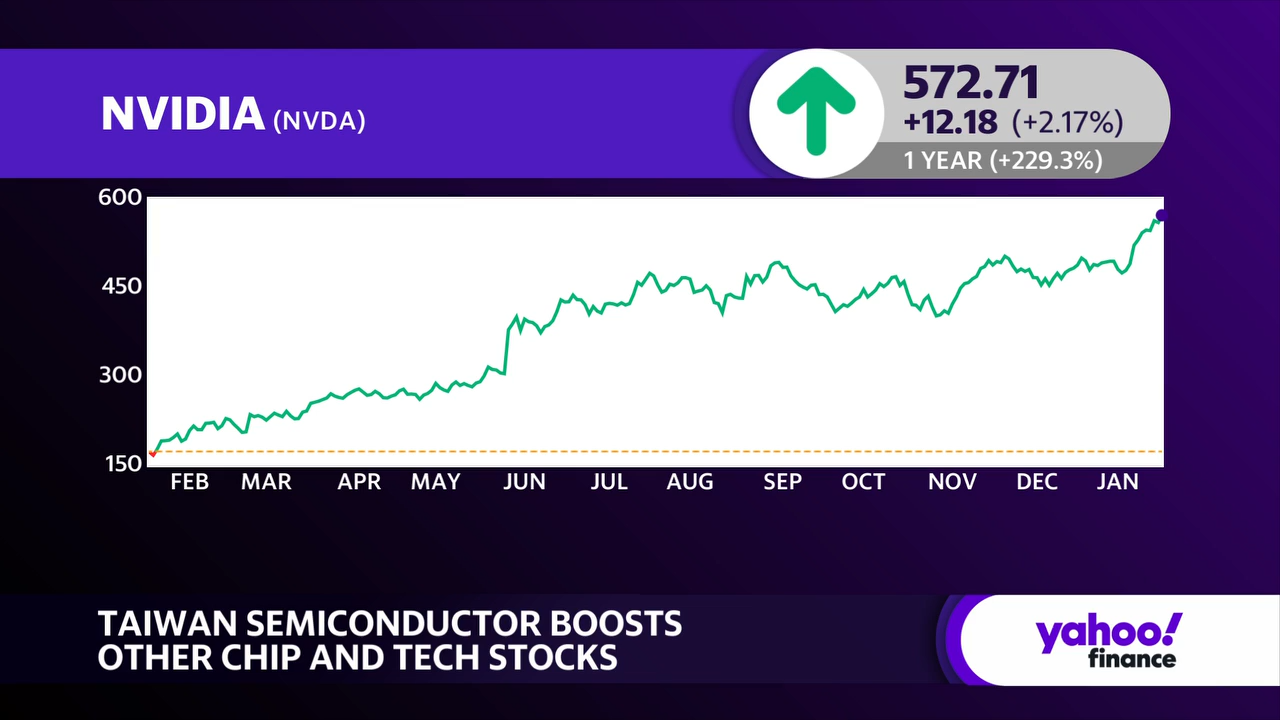 NVIDIA (NVDA)
572.71
+12.18 (+2.17%)
1 YEAR (+229.3%)
600
450
300
150
FEB MAR APR MAY JUN JUL AUG SEP OCT NOV DEC JAN
TAIWAN SEMICONDUCTOR BOOSTS
OTHER CHIP AND TECH STOCKS
yahoo!
finance